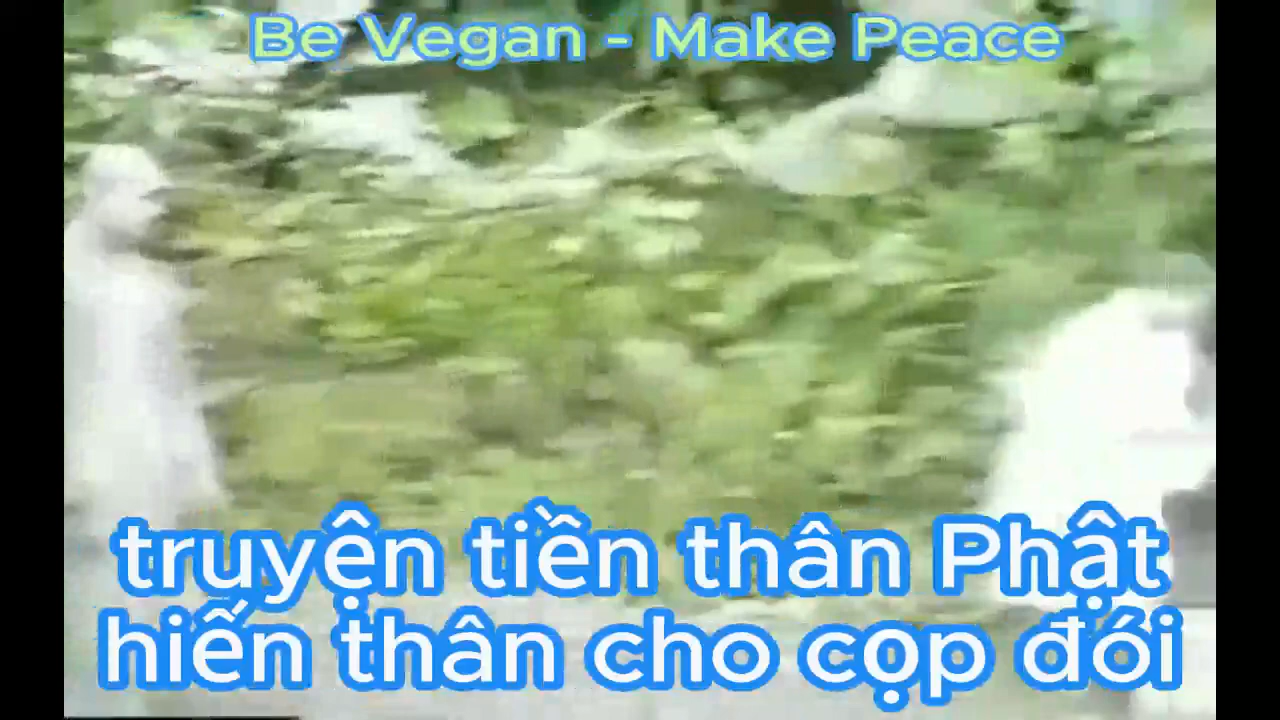 Be Vegan - Make Peace
truyện tiền thân Phật
hiến thân cho cọp đói